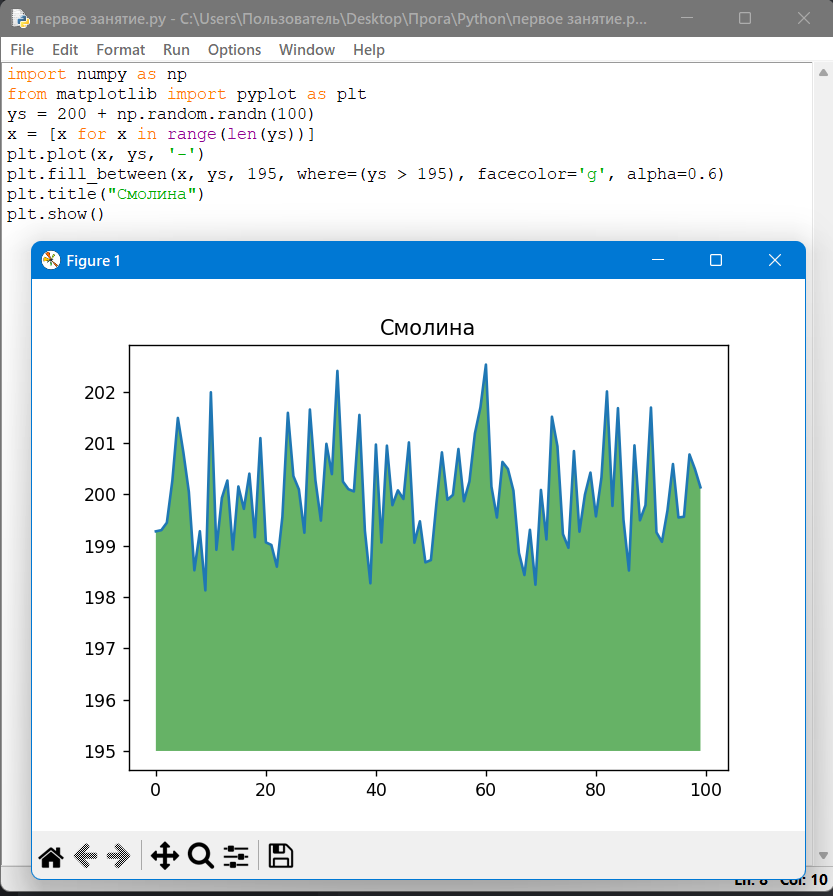 первое занятие.py - C:\Users\Пользователь\Desktop\Прога\Python\первое занятие.p...
File Edit Format Run Options Window Help
import numpy as np
from matplotlib import pyplot as plt
ys = 200 + np.random.randn(100)
x = [x for x in range(len(ys))]
plt.plot(x, ys, '-')
plt.fill_between(x, ys, 195, where=(ys > 195), facecolor='g', alpha=0.6)
plt.title("Смолина")
plt.show()
Figure 1
Смолина
202
201
200
199
198
197
196
195
0 20 40 60 80 100
Ln: 8 Col: 10